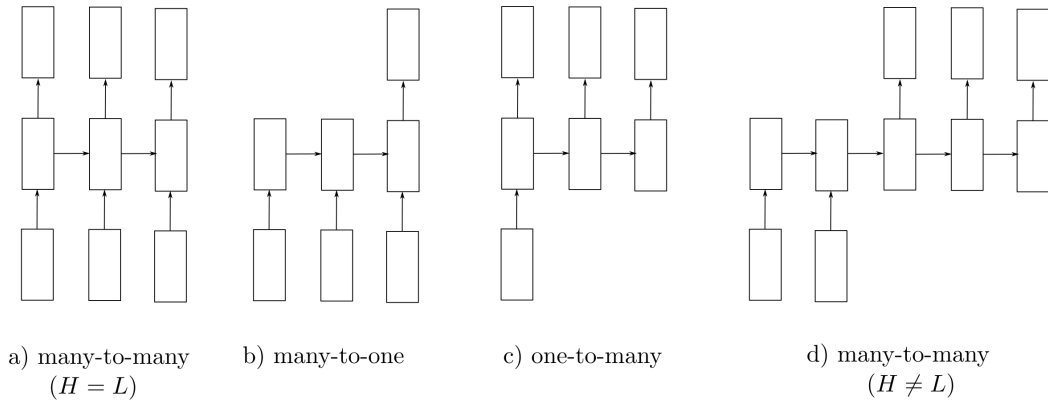 a) many-to-many
(H = L)
b) many-to-one
c) one-to-many
d) many-to-many
(H ≠ L)